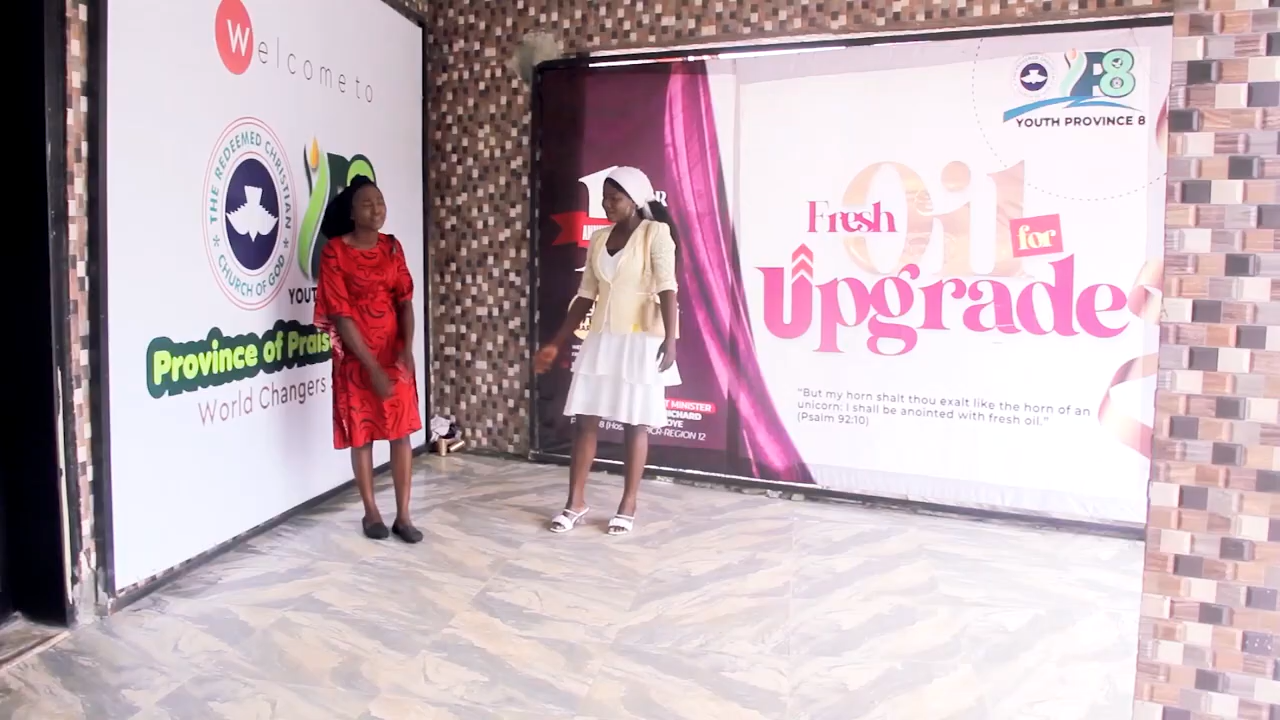 Welcome to
THE REDEEMED CHRISTIAN
CHURCH OF GOD
YOUT
Province of Prais
World Changers
YP8
YOUTH PROVINCE 8
Fresh
Oil
for
Upgrade
"But my horn shalt thou exalt like the horn of an
unicorn: I shall be anointed with fresh oil."
(Psalm 92:10)
MINISTER
REGION 12